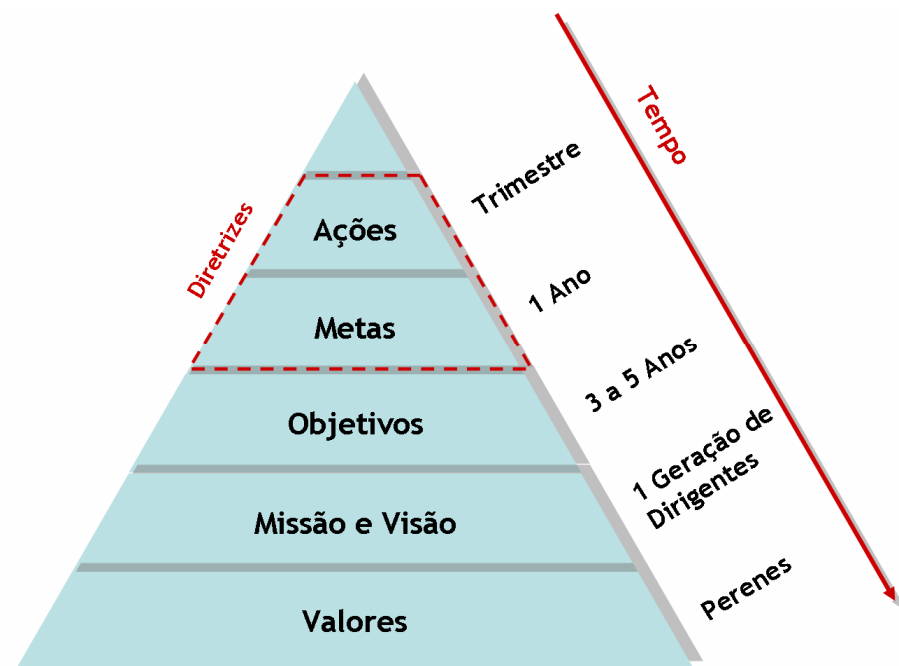 Tempo
Trimestre
Diretrizes
Ações
1 Ano
Metas
3 a 5 Anos
Objetivos
1 Geração de
Dirigentes
Missão e Visão
Perenes
Valores